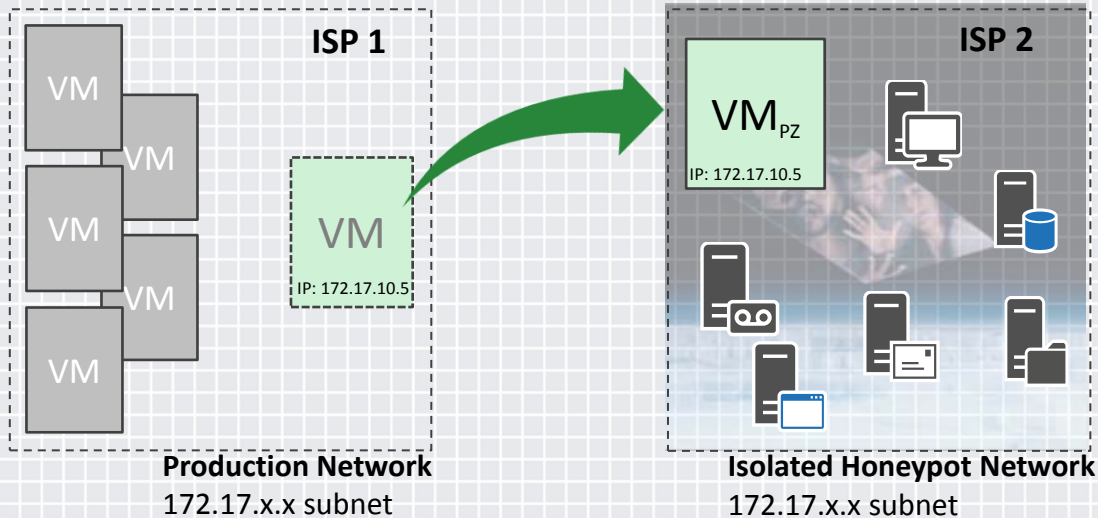 ISP 1
VM
VM
VM
VM
VM
VM
IP: 172.17.10.5
Production Network
172.17.x.x subnet
ISP 2
VMPZ
IP: 172.17.10.5
Isolated Honeypot Network
172.17.x.x subnet